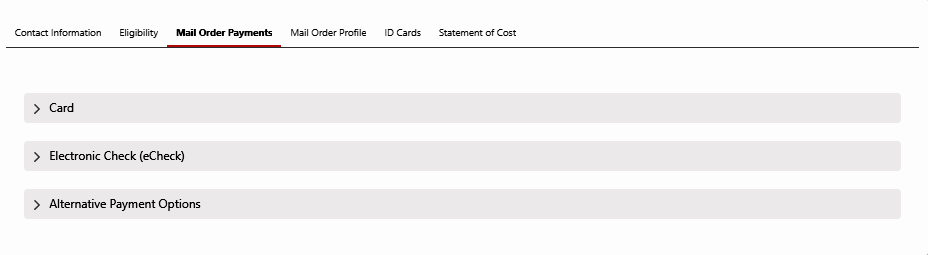 Contact Information Eligibility Mail Order Payments Mail Order Profile ID Cards Statement of Cost
Card
Electronic Check (eCheck)
Alternative Payment Options